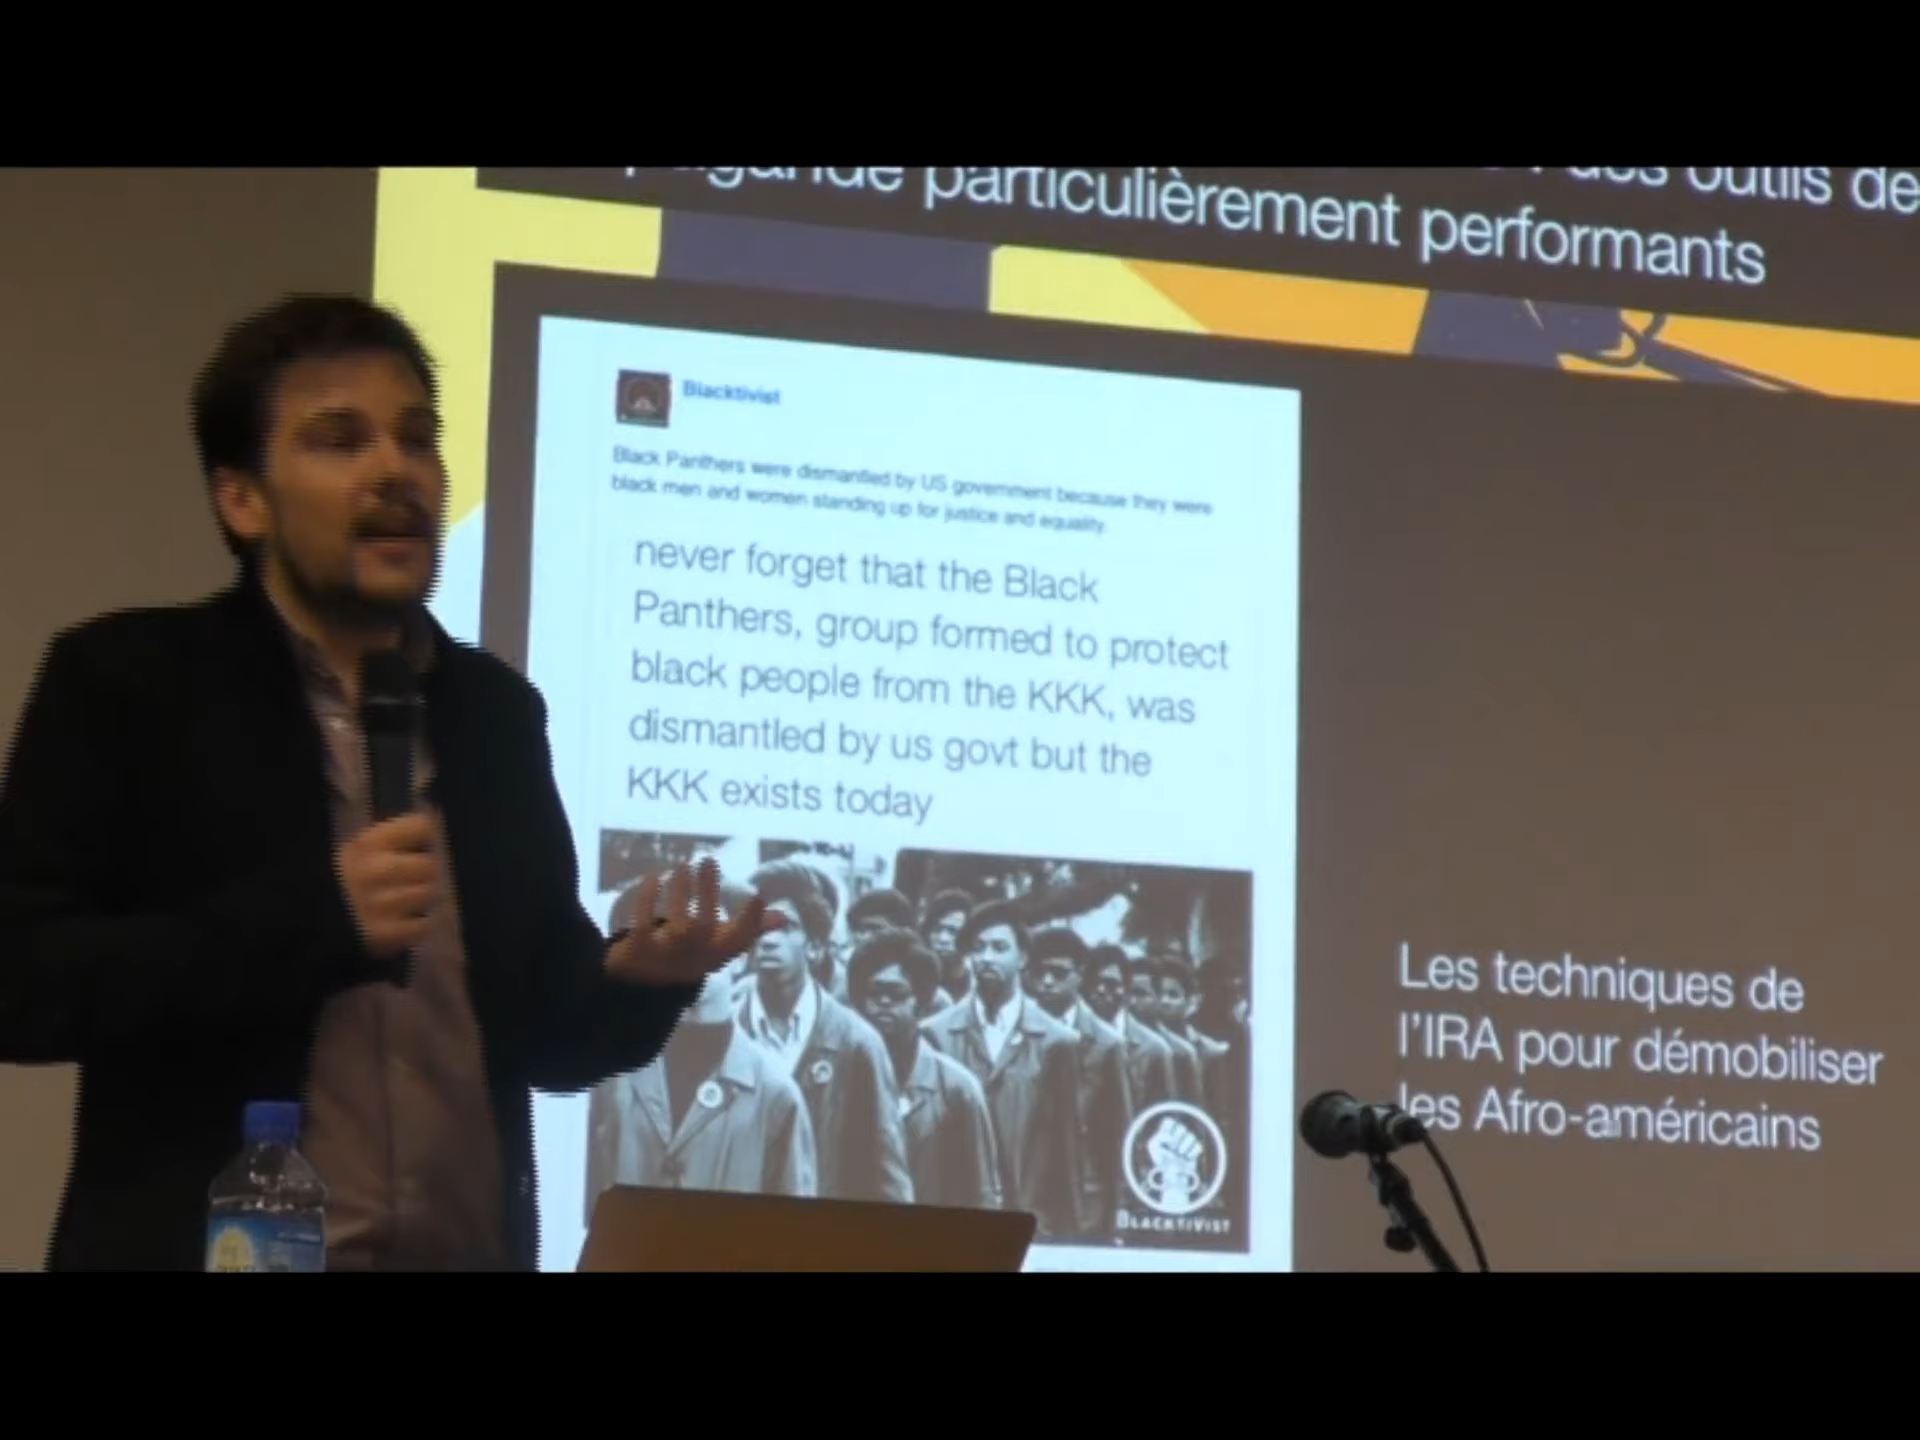 des outils de
particulièrement performants
Blacktivist
Black Panthers were dismantled by US government because they were
black men and women standing up for justice and equality.
never forget that the Black
Panthers, group formed to protect
black people from the KKK, was
dismantled by us govt but the
KKK exists today
BLACKTIVIST
Les techniques de
l'IRA pour démobiliser
les Afro-américains